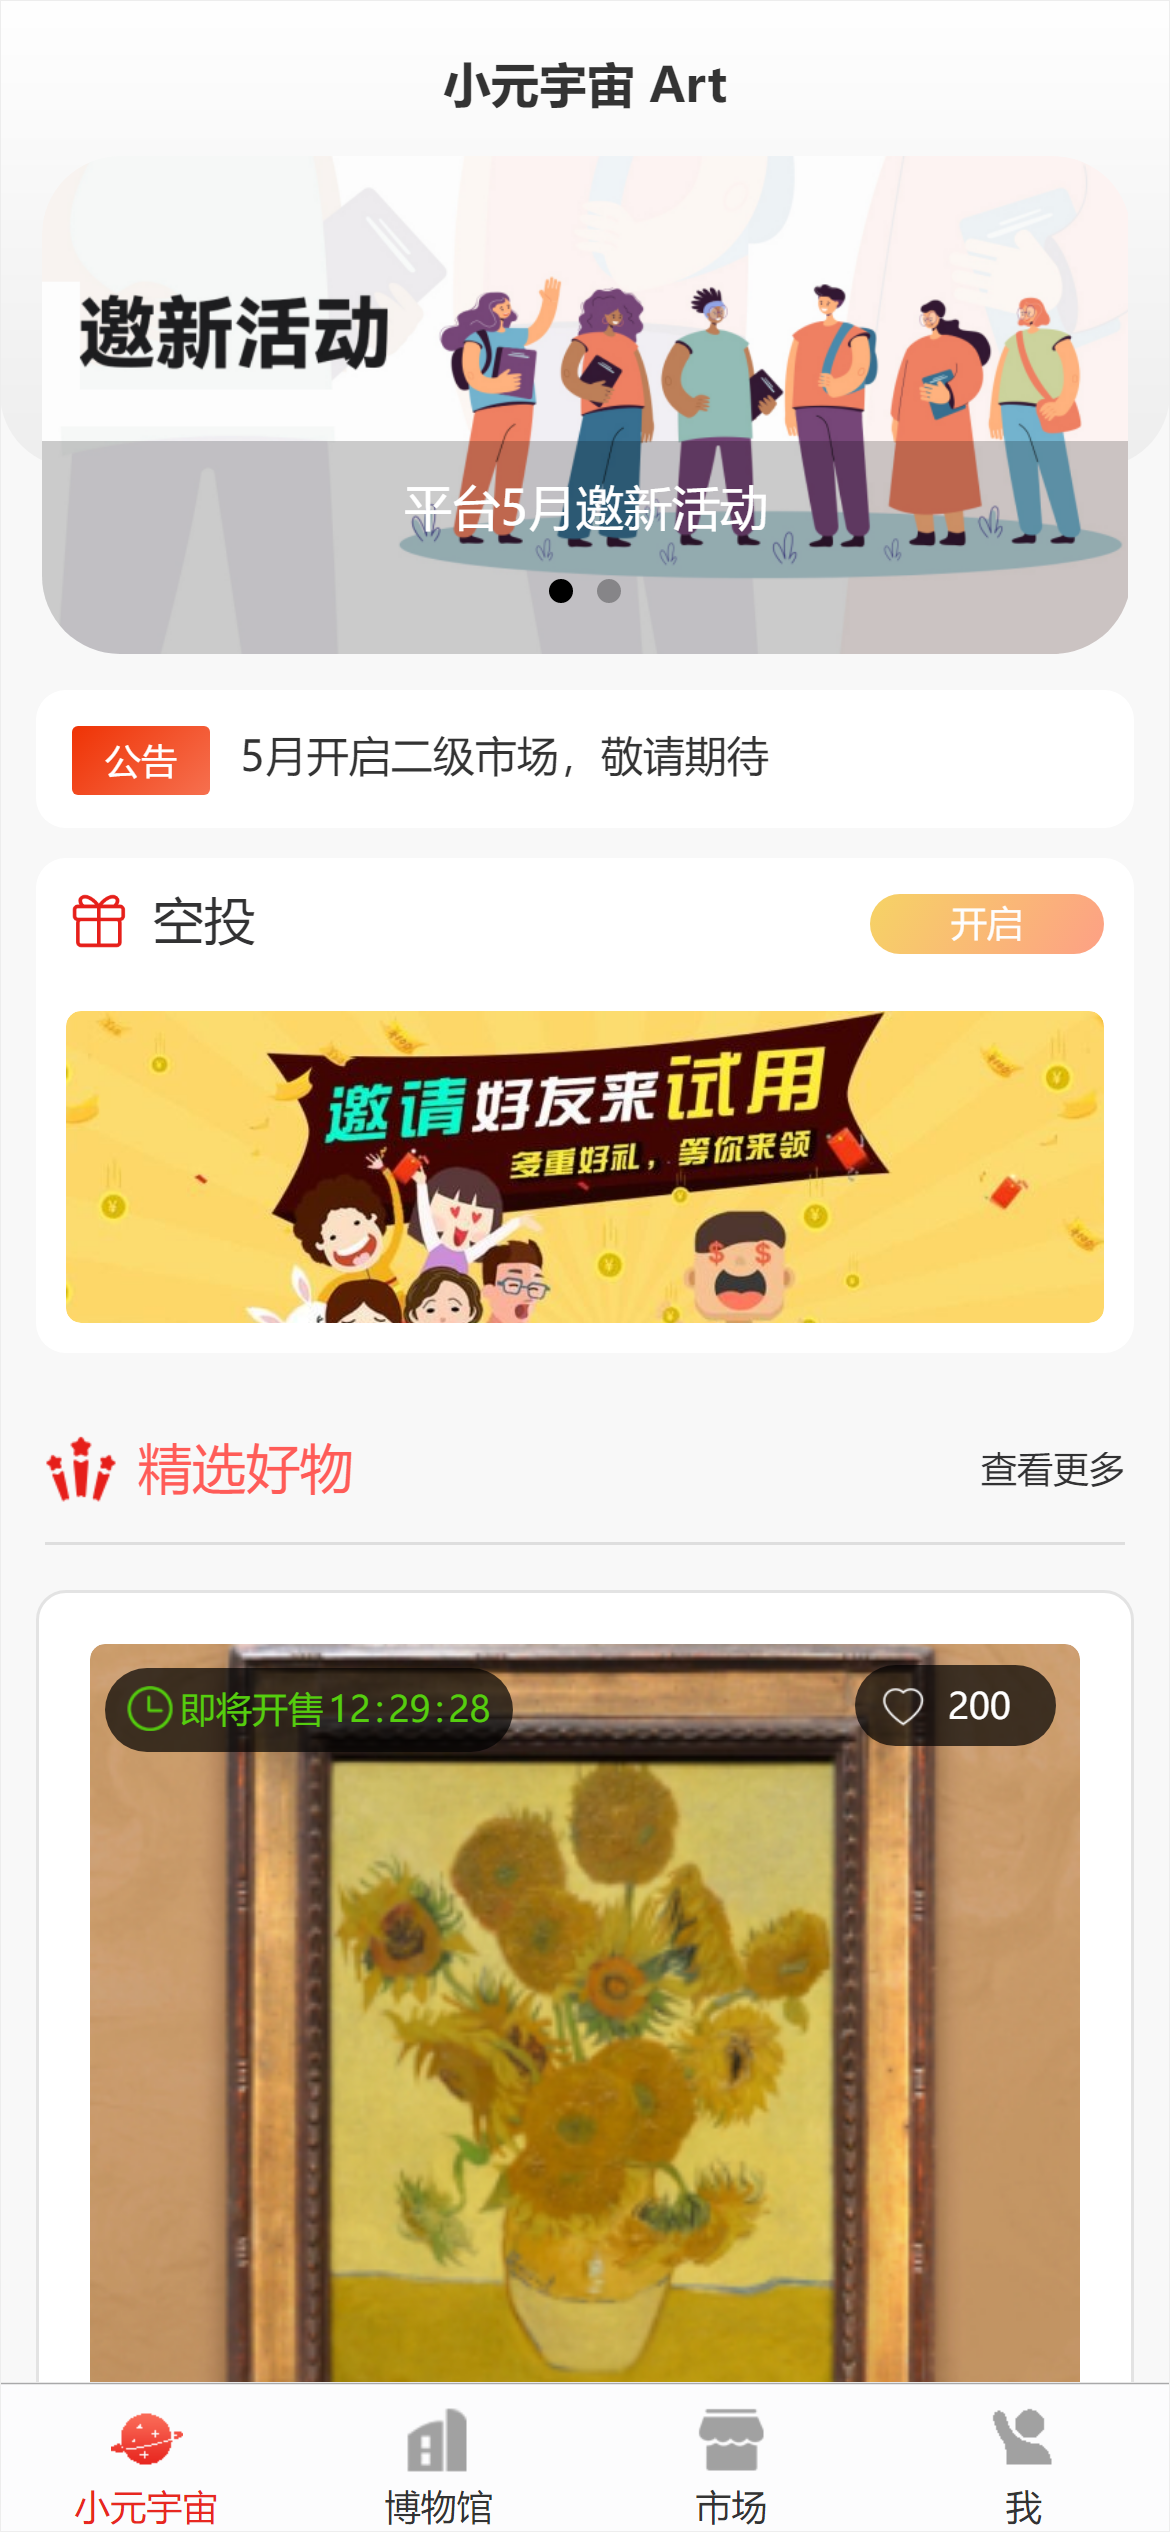 小元宇宙 Art
邀新活动
平台5月邀新活动
公告 5月开启二级市场，敬请期待
空投 开启
邀请好友来试用
多重好礼，等你来领
精选好物 查看更多
即将开售12:29:28 200
小元宇宙 博物馆 市场 我